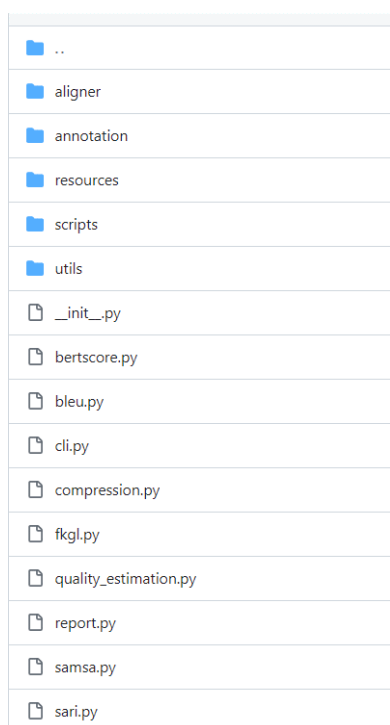 ..
aligner
annotation
resources
scripts
utils
__init__.py
bertscore.py
bleu.py
cli.py
compression.py
fkgl.py
quality_estimation.py
report.py
samsa.py
sari.py